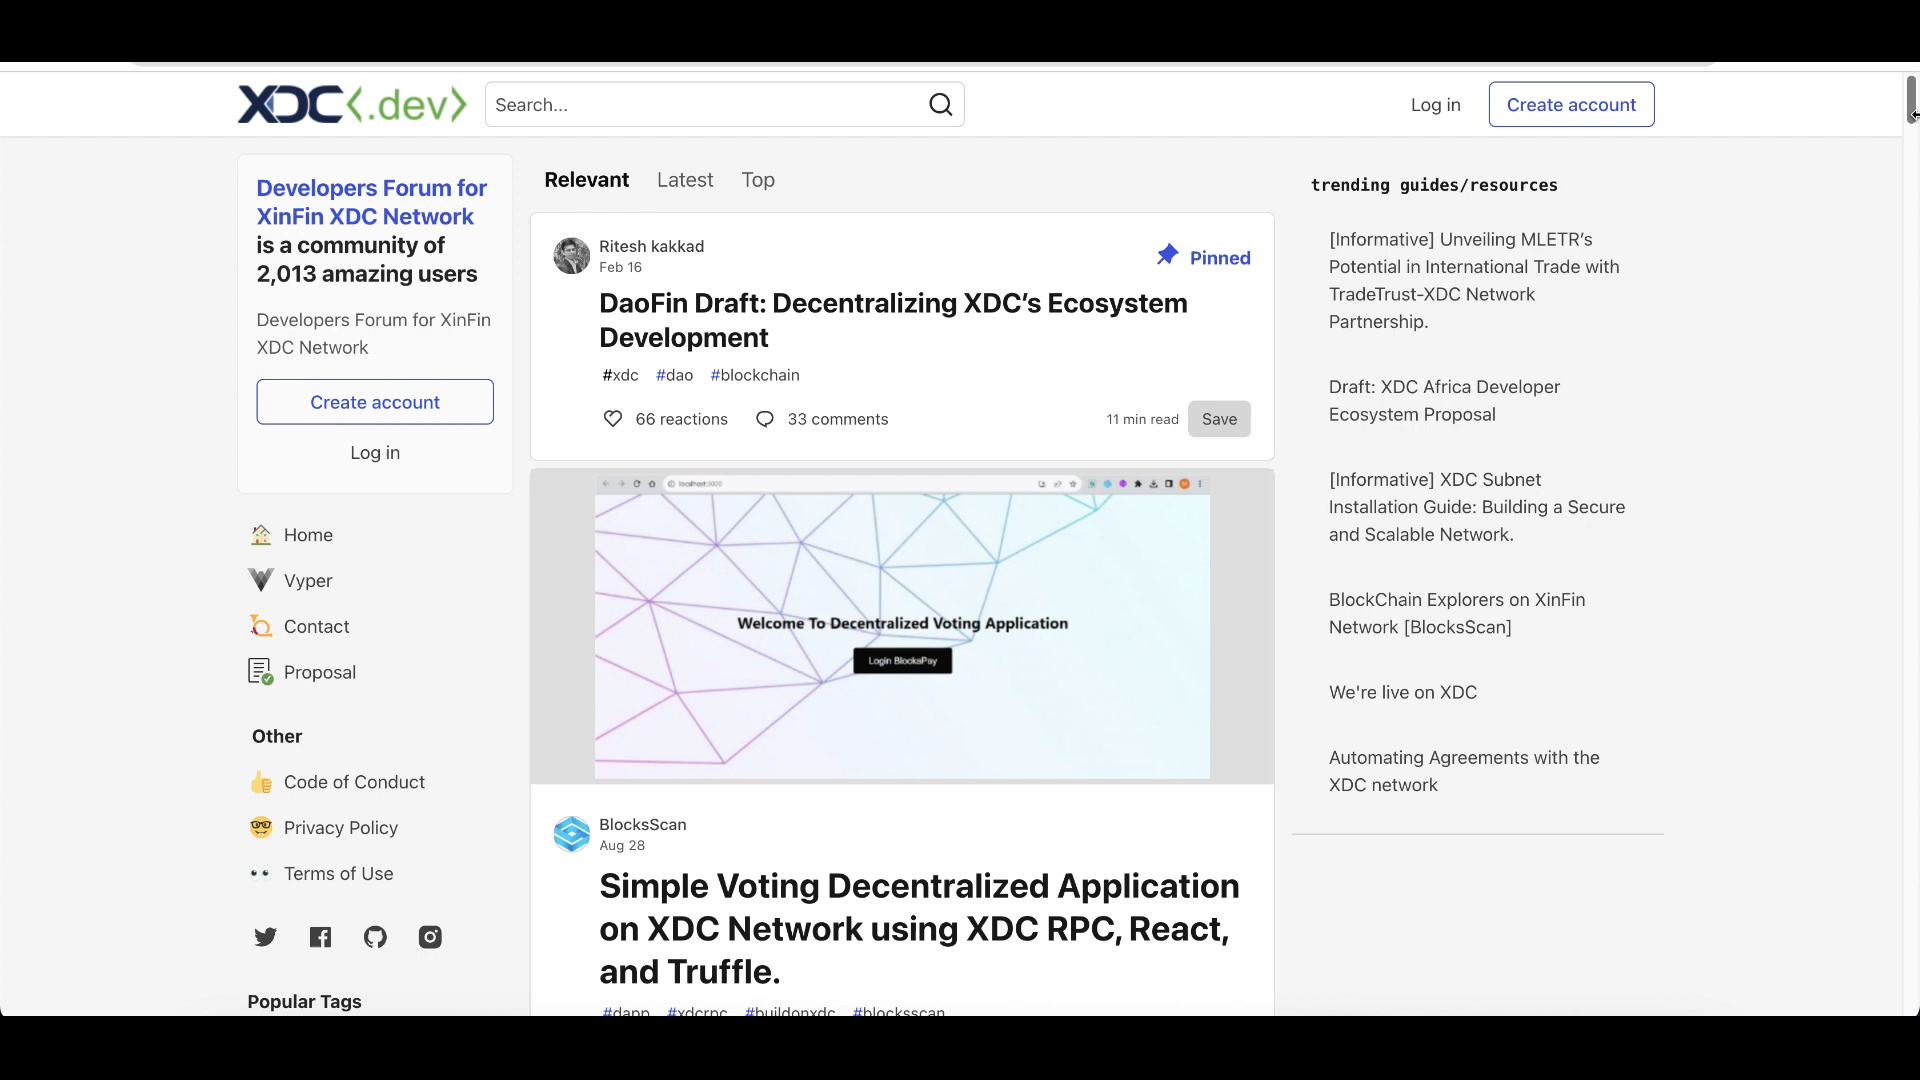 XDC<.dev>
Search...
Log in
Create account
Developers Forum for
XinFin XDC Network
is a community of
2,013 amazing users
Developers Forum for XinFin
XDC Network
Create account
Log in
Home
Vyper
Contact
Proposal
Other
Code of Conduct
Privacy Policy
Terms of Use
Popular Tags
Relevant
Latest
Top
Ritesh kakkad
Feb 16
Pinned
DaoFin Draft: Decentralizing XDC’s Ecosystem
Development
#xdc #dao #blockchain
66 reactions
33 comments
11 min read
Save
localhost:3000
Welcome To Decentralized Voting Application
Login BlocksPay
BlocksScan
Aug 28
Simple Voting Decentralized Application
on XDC Network using XDC RPC, React,
and Truffle.
#dapp #xdcrpc #buildonxdc #blocksscan
trending guides/resources
[Informative] Unveiling MLETR’s
Potential in International Trade with
TradeTrust-XDC Network
Partnership.
Draft: XDC Africa Developer
Ecosystem Proposal
[Informative] XDC Subnet
Installation Guide: Building a Secure
and Scalable Network.
BlockChain Explorers on XinFin
Network [BlocksScan]
We're live on XDC
Automating Agreements with the
XDC network